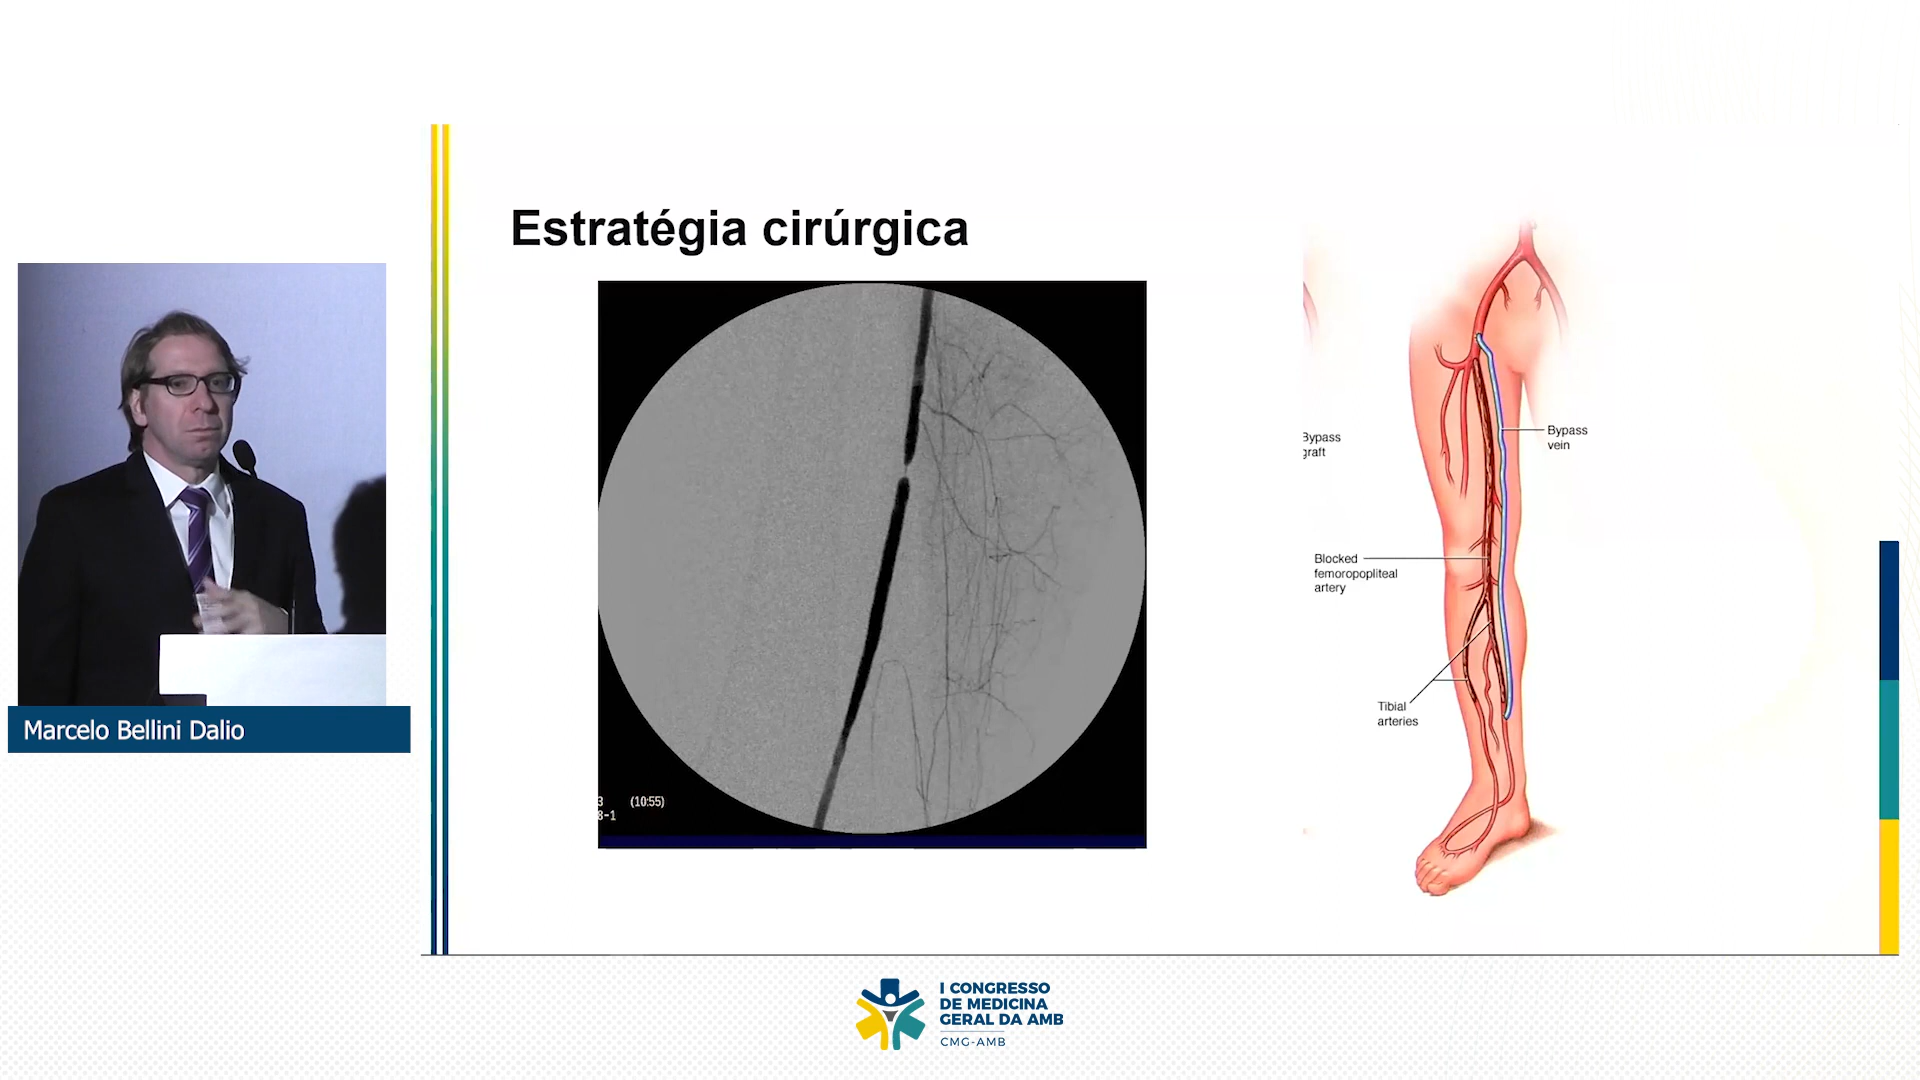 Estratégia cirúrgica
3 (10:55)
8-1
Bypass
graft
Bypass
vein
Blocked
femoropopliteal
artery
Tibial
arteries
Marcelo Bellini Dalio
I CONGRESSO
DE MEDICINA
GERAL DA AMB
CMG-AMB